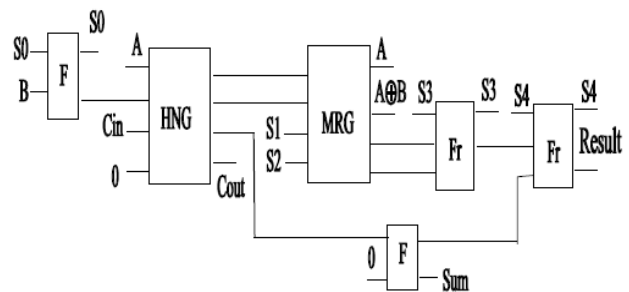 S0
S0
B
F
A
Cin
0
HNG
Cout
S1
S2
MRG
A
A⊕B
S3
Fr
S3
S4
Fr
S4
Result
0
F
Sum